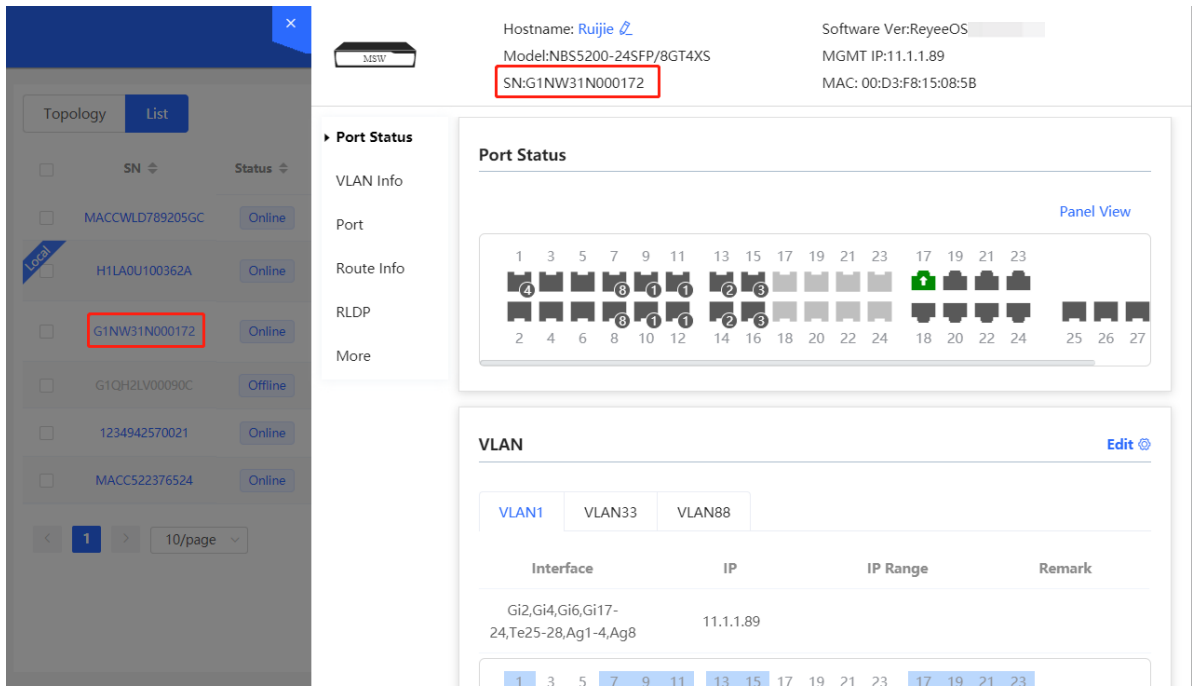 Hostname: Ruijie
Software Ver:ReyeeOS
MSW
Model:NBS5200-24SFP/8GT4XS
MGMT IP:11.1.1.89
SN:G1NW31N000172
MAC: 00:D3:F8:15:08:5B
Topology
List
SN
Status
MACCWLD789205GC
Online
Local
H1LA0U100362A
Online
G1NW31N000172
Online
G1QH2LV00090C
Offline
1234942570021
Online
MACC522376524
Online
1
10/page
Port Status
VLAN Info
Port
Route Info
RLDP
More
Port Status
Panel View
1 3 5 7 9 11 13 15 17 19 21 23 17 19 21 23
4 8 1 1 2 3
8 1 1 2 3
2 4 6 8 10 12 14 16 18 20 22 24 18 20 22 24 25 26 27
VLAN
Edit
VLAN1 VLAN33 VLAN88
Interface IP IP Range Remark
Gi2,Gi4,Gi6,Gi17-
24,Te25-28,Ag1-4,Ag8
11.1.1.89
1 3 5 7 9 11 13 15 17 19 21 23 17 19 21 23